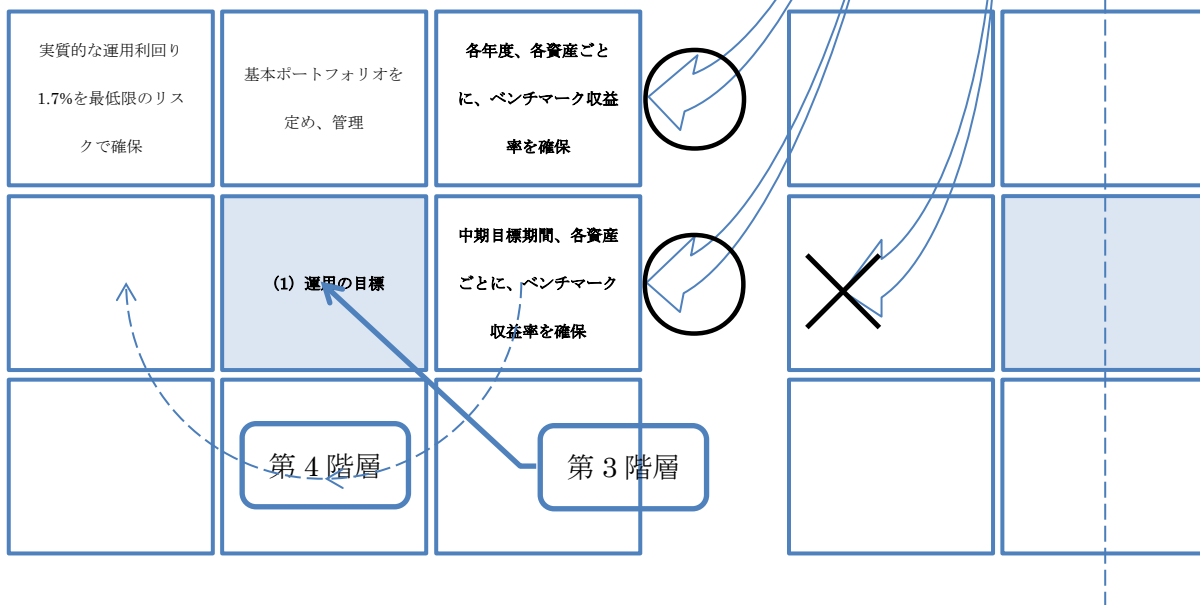 実質的な運用利回り
1.7%を最低限のリス
クで確保
基本ポートフォリオを
定め、管理
各年度、各資産ごと
に、ベンチマーク収益
率を確保
(1) 運用の目標
中期目標期間、各資産
ごとに、ベンチマーク
収益率を確保
第4階層
第3階層